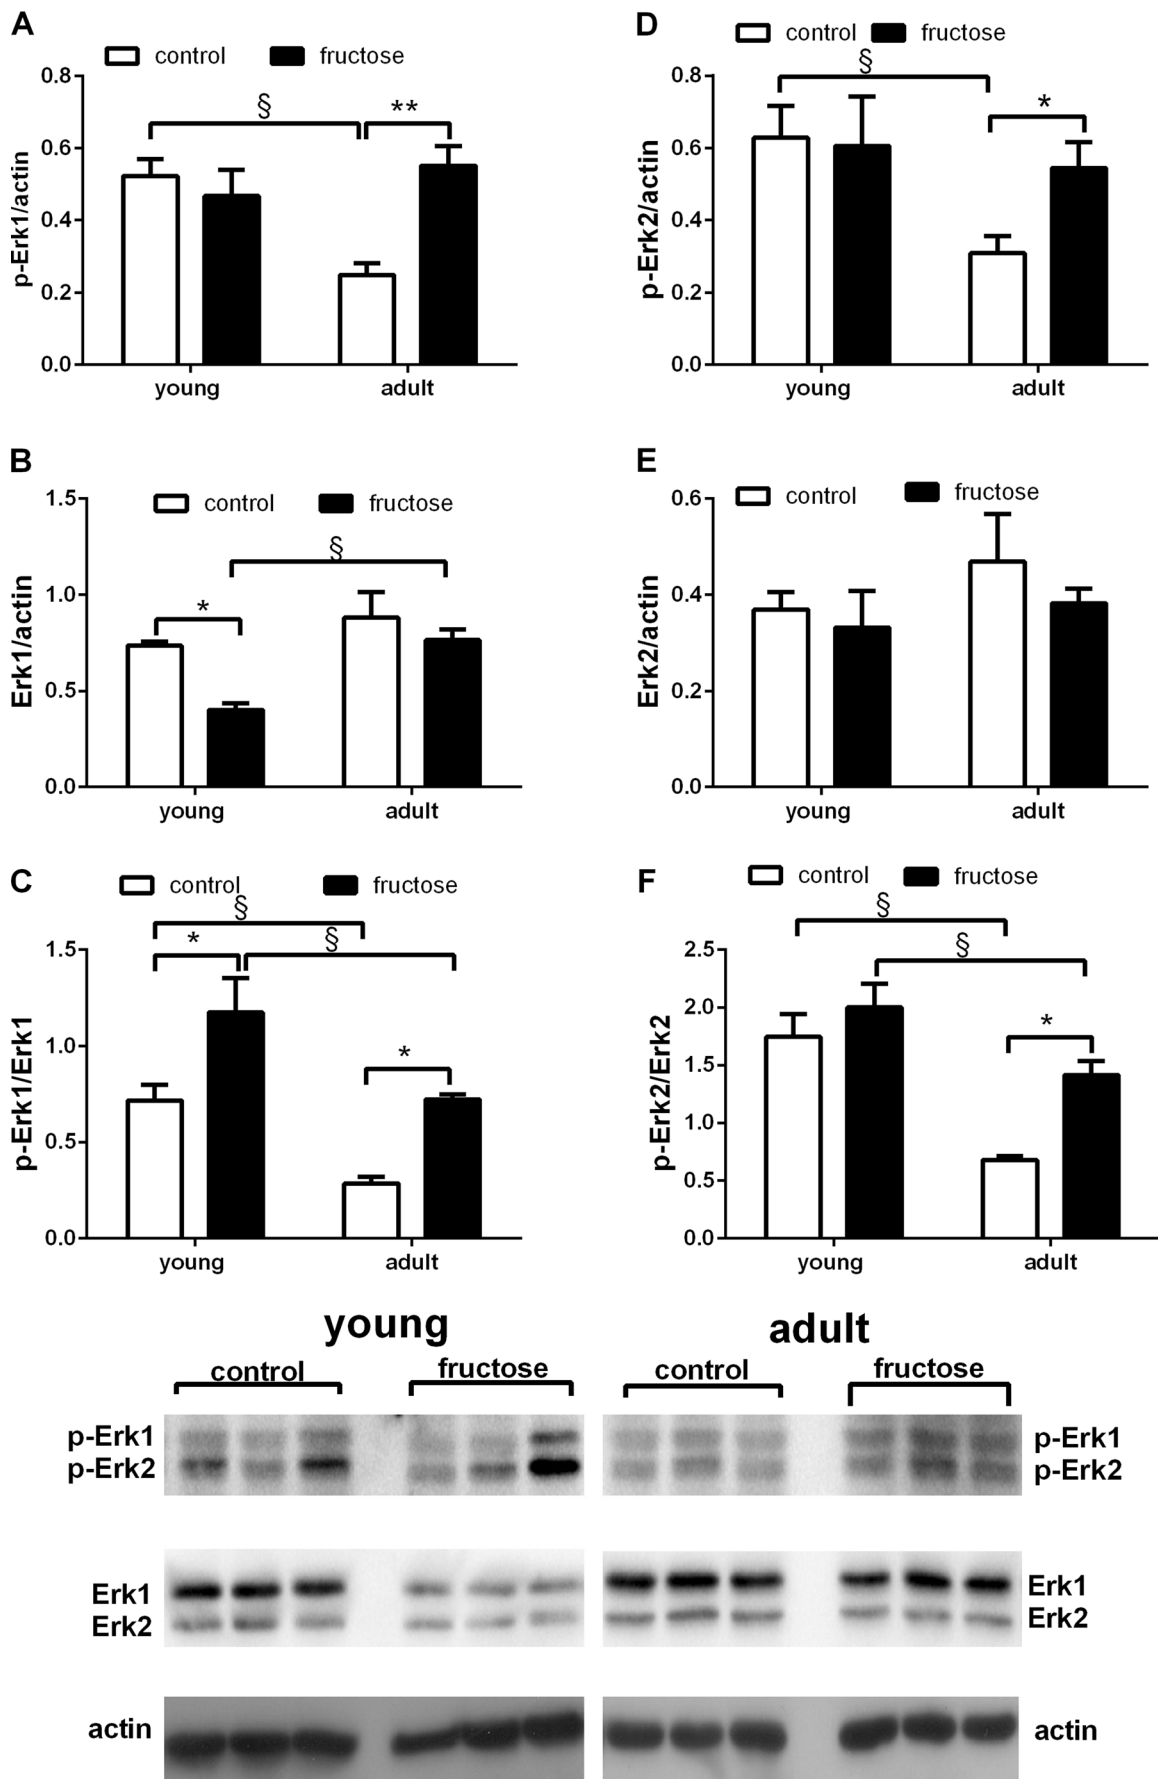 A
control fructose
0.8
0.6
0.4
0.2
0.0
p-Erk1/actin
§
**
young adult
D
control fructose
0.8
0.6
0.4
0.2
0.0
p-Erk2/actin
§
*
young adult
B
control fructose
1.5
1.0
0.5
0.0
Erk1/actin
§
*
young adult
E
control fructose
0.6
0.4
0.2
0.0
Erk2/actin
young adult
C
control fructose
1.5
1.0
0.5
0.0
p-Erk1/Erk1
§
* §
*
young adult
F
control fructose
2.5
2.0
1.5
1.0
0.5
0.0
p-Erk2/Erk2
§
§
*
young adult
young adult
control fructose control fructose
p-Erk1 p-Erk1
p-Erk2 p-Erk2
Erk1 Erk1
Erk2 Erk2
actin actin